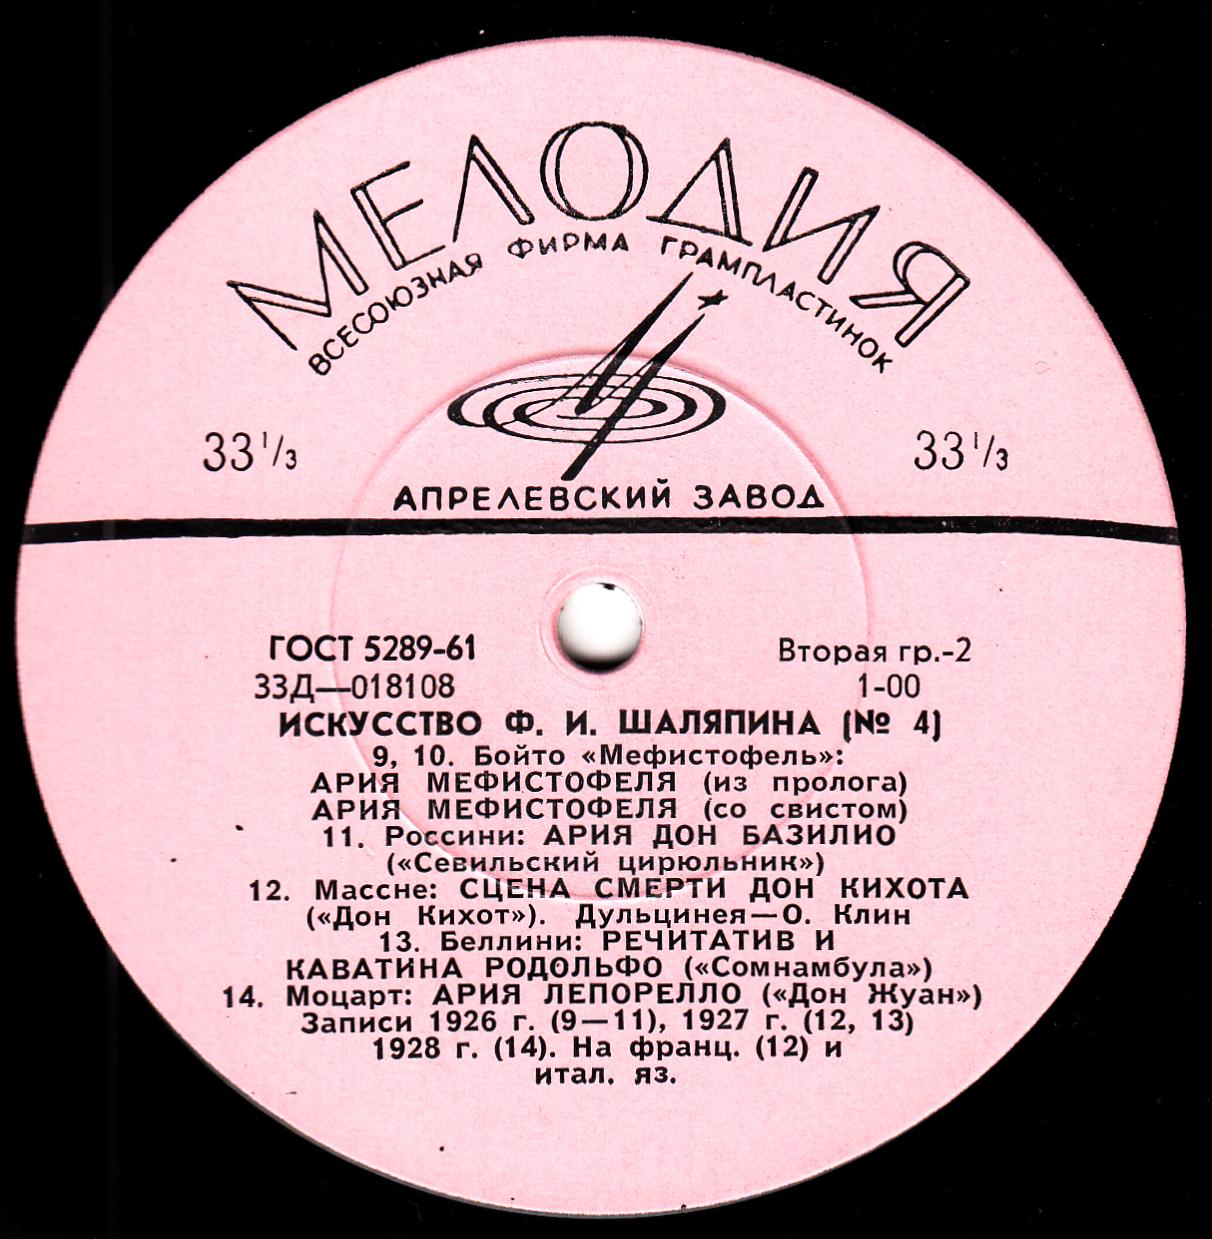 МЕЛОДИЯ
ВСЕСОЮЗНАЯ ФИРМА ГРАМПЛАСТИНОК
33 1/3 33 1/3
АПРЕЛЕВСКИЙ ЗАВОД
ГОСТ 5289-61 Вторая гр.-2
33Д—018108 1-00
ИСКУССТВО Ф. И. ШАЛЯПИНА (№ 4)
9, 10. Бойто «Мефистофель»:
АРИЯ МЕФИСТОФЕЛЯ (из пролога)
АРИЯ МЕФИСТОФЕЛЯ (со свистом)
11. Россини: АРИЯ ДОН БАЗИЛИО
(«Севильский цирюльник»)
12. Массне: СЦЕНА СМЕРТИ ДОН КИХОТА
(«Дон Кихот»). Дульцинея—О. Клин
13. Беллини: РЕЧИТАТИВ И
КАВАТИНА РОДОЛЬФО («Сомнамбула»)
14. Моцарт: АРИЯ ЛЕПОРЕЛЛО («Дон Жуан»)
Записи 1926 г. (9—11), 1927 г. (12, 13)
1928 г. (14). На франц. (12) и
итал. яз.